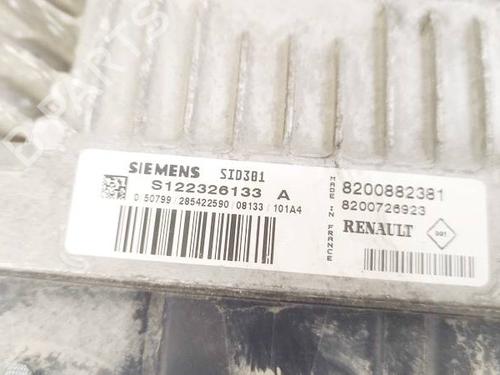 SIEMENS SID301
S122326133 A
0 50799 / 285422590 / 08133 / 101A4
MADE IN FRANCE
8200882381
8200726923
RENAULT